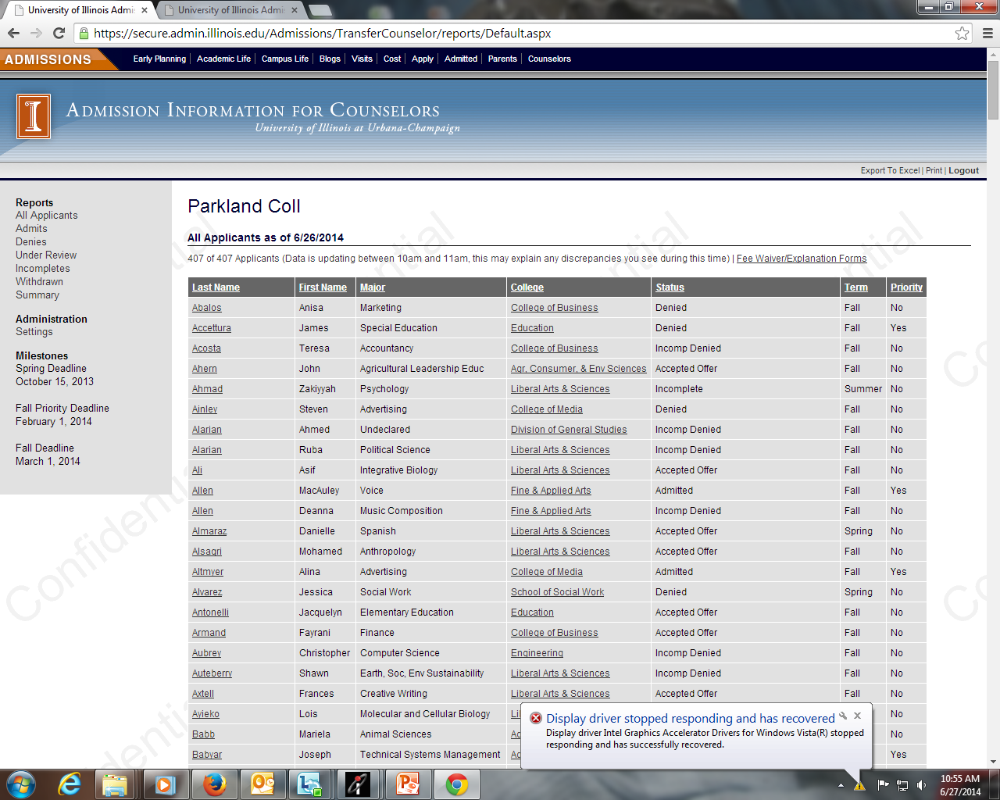 University of Illinois Admi
University of Illinois Admi
https://secure.admin.illinois.edu/Admissions/TransferCounselor/reports/Default.aspx
ADMISSIONS Early Planning | Academic Life | Campus Life | Blogs | Visits | Cost | Apply | Admitted | Parents | Counselors
I ADMISSION INFORMATION FOR COUNSELORS
University of Illinois at Urbana-Champaign
Export To Excel | Print | Logout
Reports
All Applicants
Admits
Denies
Under Review
Incompletes
Withdrawn
Summary
Administration
Settings
Milestones
Spring Deadline
October 15, 2013
Fall Priority Deadline
February 1, 2014
Fall Deadline
March 1, 2014
Parkland Coll
All Applicants as of 6/26/2014
407 of 407 Applicants (Data is updating between 10am and 11am, this may explain any discrepancies you see during this time) | Fee Waiver/Explanation Forms
Last Name First Name Major College Status Term Priority
Abalos Anisa Marketing College of Business Denied Fall No
Accettura James Special Education Education Denied Fall Yes
Acosta Teresa Accountancy College of Business Incomp Denied Fall No
Ahern John Agricultural Leadership Educ Agr, Consumer, & Env Sciences Accepted Offer Fall No
Ahmad Zakiyyah Psychology Liberal Arts & Sciences Incomplete Summer No
Ainley Steven Advertising College of Media Denied Fall No
Alarian Ahmed Undeclared Division of General Studies Incomp Denied Fall No
Alarian Ruba Political Science Liberal Arts & Sciences Incomp Denied Fall No
Ali Asif Integrative Biology Liberal Arts & Sciences Accepted Offer Fall No
Allen MacAuley Voice Fine & Applied Arts Admitted Fall Yes
Allen Deanna Music Composition Fine & Applied Arts Incomp Denied Fall No
Almaraz Danielle Spanish Liberal Arts & Sciences Accepted Offer Spring No
Alsaqri Mohamed Anthropology Liberal Arts & Sciences Accepted Offer Fall No
Altmyer Alina Advertising College of Media Admitted Fall Yes
Alvarez Jessica Social Work School of Social Work Denied Spring No
Antonelli Jacquelyn Elementary Education Education Accepted Offer Fall No
Armand Fayrani Finance College of Business Accepted Offer Fall No
Aubrey Christopher Computer Science Engineering Incomp Denied Fall No
Auteberry Shawn Earth, Soc, Env Sustainability Liberal Arts & Sciences Incomp Denied Fall No
Axtell Frances Creative Writing Liberal Arts & Sciences Accepted Offer Fall No
Ayieko Lois Molecular and Cellular Biology Li No
Babb Mariela Animal Sciences Ag No
Babyar Joseph Technical Systems Management Ag Yes
Display driver stopped responding and has recovered
Display driver Intel Graphics Accelerator Drivers for Windows Vista(R) stopped
responding and has successfully recovered.
Confidential
10:55 AM
6/27/2014